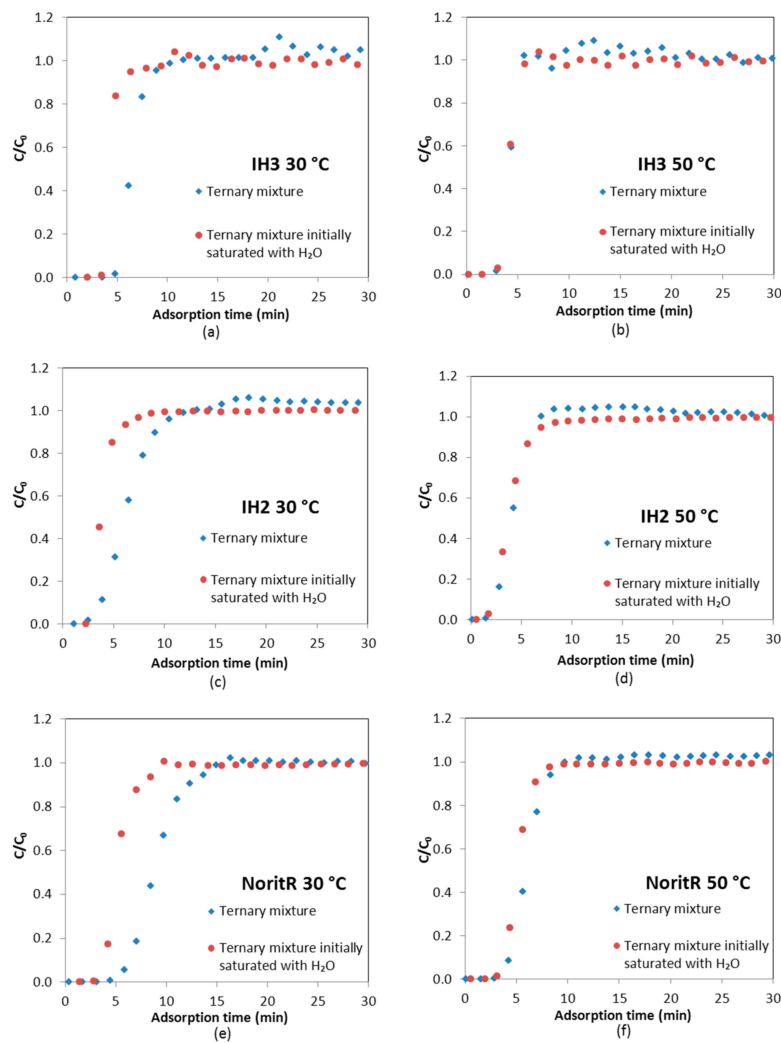 1.2
1.0
0.8
0.6
0.4
0.2
0.0
C/C₀
IH3 30 °C
Ternary mixture
Ternary mixture initially
saturated with H₂O
0 5 10 15 20 25 30
Adsorption time (min)
(a)
1.2
1.0
0.8
0.6
0.4
0.2
0.0
C/C₀
IH3 50 °C
Ternary mixture
Ternary mixture initially
saturated with H₂O
0 5 10 15 20 25 30
Adsorption time (min)
(b)
1.2
1.0
0.8
0.6
0.4
0.2
0.0
C/C₀
IH2 30 °C
Ternary mixture
Ternary mixture initially
saturated with H₂O
0 5 10 15 20 25 30
Adsorption time (min)
(c)
1.2
1.0
0.8
0.6
0.4
0.2
0.0
C/C₀
IH2 50 °C
Ternary mixture
Ternary mixture initially
saturated with H₂O
0 5 10 15 20 25 30
Adsorption time (min)
(d)
1.2
1.0
0.8
0.6
0.4
0.2
0.0
C/C₀
NoritR 30 °C
Ternary mixture
Ternary mixture initially
saturated with H₂O
0 5 10 15 20 25 30
Adsorption time (min)
(e)
1.2
1.0
0.8
0.6
0.4
0.2
0.0
C/C₀
NoritR 50 °C
Ternary mixture
Ternary mixture initially
saturated with H₂O
0 5 10 15 20 25 30
Adsorption time (min)
(f)